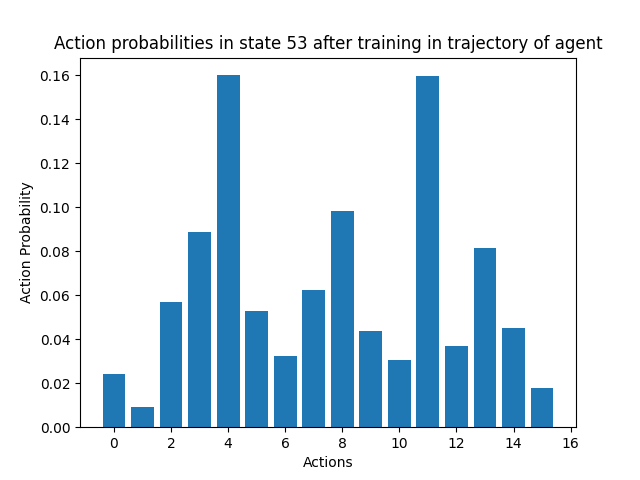 Action probabilities in state 53 after training in trajectory of agent
0.16
0.14
0.12
0.10
0.08
0.06
0.04
0.02
0.00
Action Probability
0 2 4 6 8 10 12 14 16
Actions